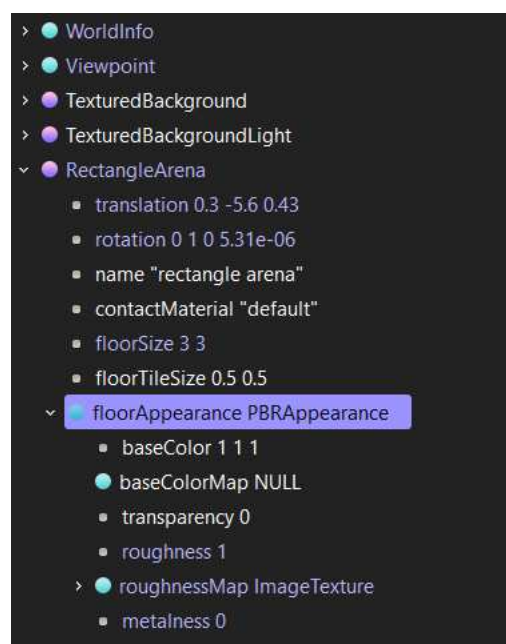 WorldInfo
Viewpoint
TexturedBackground
TexturedBackgroundLight
RectangleArena
translation 0.3 -5.6 0.43
rotation 0 1 0 5.31e-06
name "rectangle arena"
contactMaterial "default"
floorSize 3 3
floorTileSize 0.5 0.5
floorAppearance PBRAppearance
baseColor 1 1 1
baseColorMap NULL
transparency 0
roughness 1
roughnessMap ImageTexture
metalness 0